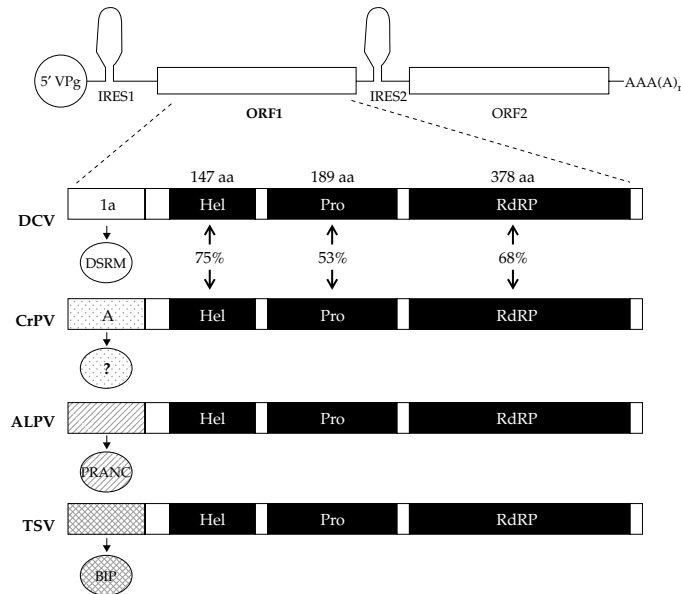 5′ VPg
IRES1
ORF1
IRES2
ORF2
AAA(A)n
147 aa
189 aa
378 aa
DCV
1a
Hel
Pro
RdRP
DSRM
75%
53%
68%
CrPV
A
Hel
Pro
RdRP
?
ALPV
Hel
Pro
RdRP
PRANC
TSV
Hel
Pro
RdRP
BIP